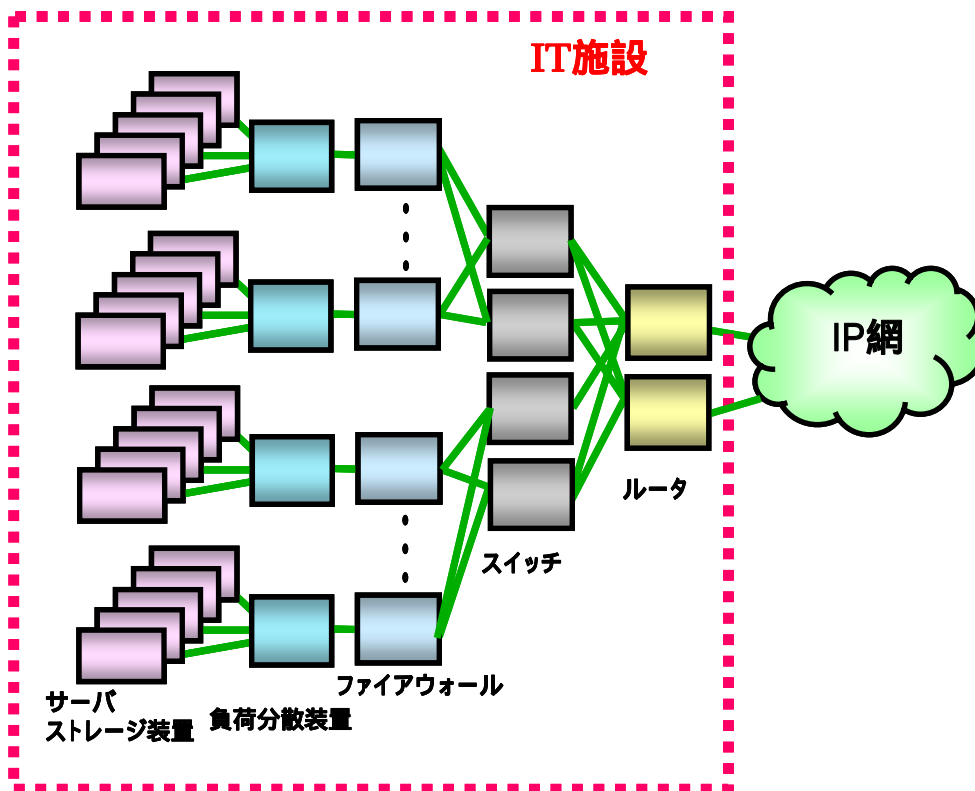 IT施設
IP網
ルータ
スイッチ
ファイアウォール
負荷分散装置
サーバ
ストレージ装置